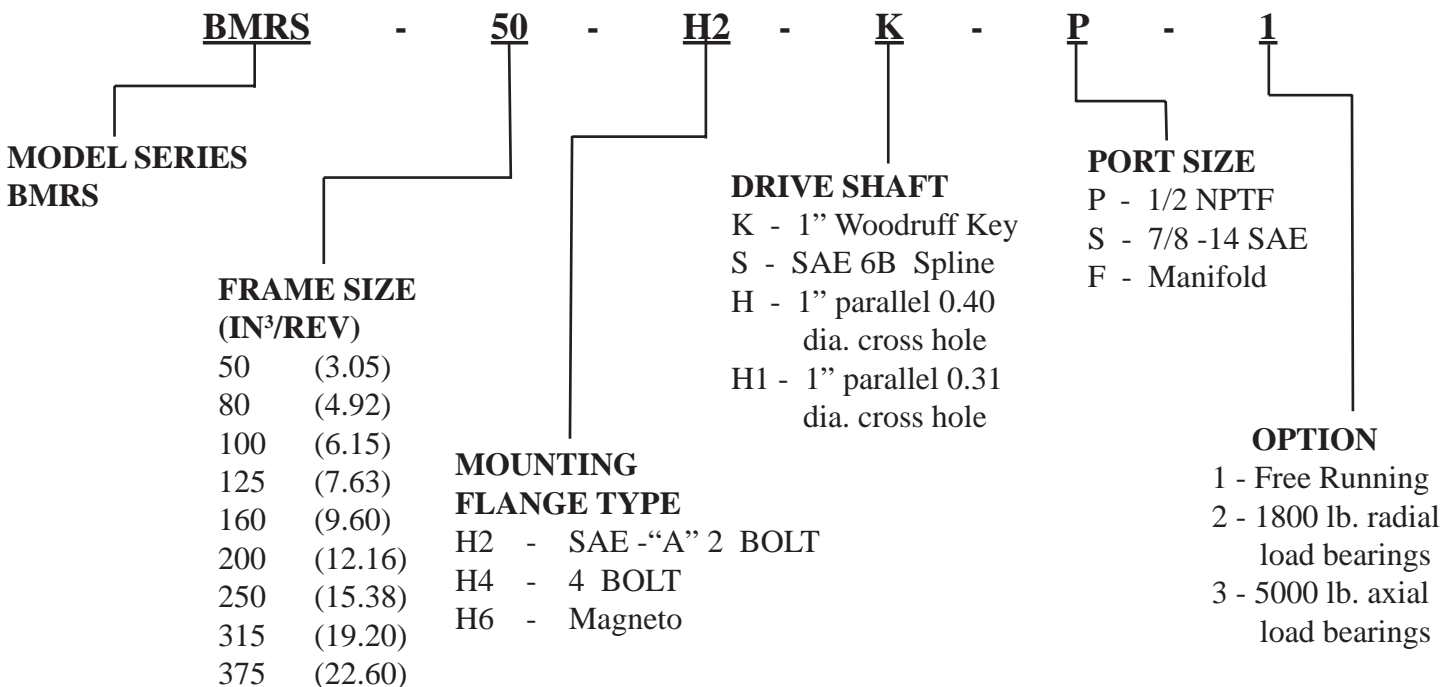 BMRS - 50 - H2 - K - P - 1
MODEL SERIES
BMRS
FRAME SIZE
(IN³/REV)
50 (3.05)
80 (4.92)
100 (6.15)
125 (7.63)
160 (9.60)
200 (12.16)
250 (15.38)
315 (19.20)
375 (22.60)
MOUNTING
FLANGE TYPE
H2 - SAE -“A” 2 BOLT
H4 - 4 BOLT
H6 - Magneto
DRIVE SHAFT
K - 1” Woodruff Key
S - SAE 6B Spline
H - 1” parallel 0.40
dia. cross hole
H1 - 1” parallel 0.31
dia. cross hole
PORT SIZE
P - 1/2 NPTF
S - 7/8 -14 SAE
F - Manifold
OPTION
1 - Free Running
2 - 1800 lb. radial
load bearings
3 - 5000 lb. axial
load bearings